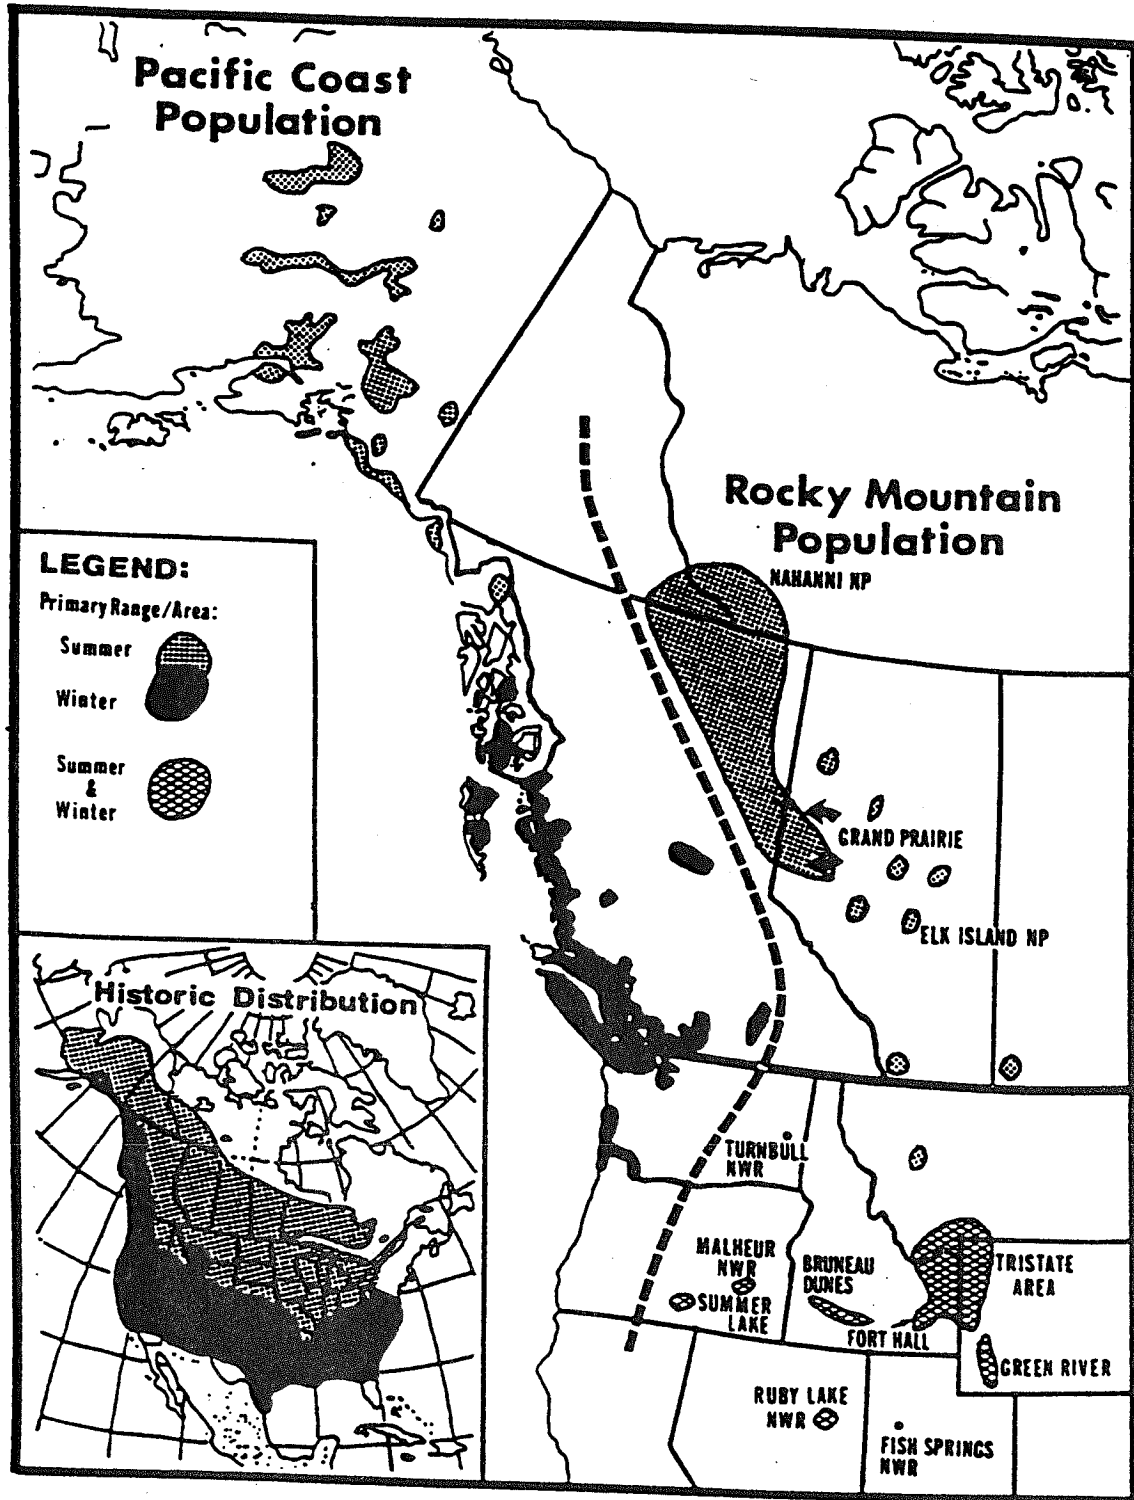 Pacific Coast
Population
Rocky Mountain
Population
NAHANNI NP
LEGEND:
Primary Range/Area:
Summer
Winter
Summer
&
Winter
GRAND PRAIRIE
ELK ISLAND NP
Historic Distribution
TURNBULL
NWR
MALHEUR
NWR
SUMMER
LAKE
BRUNEAU
DUNES
FORT HALL
TRISTATE
AREA
GREEN RIVER
RUBY LAKE
NWR
FISH SPRINGS
NWR